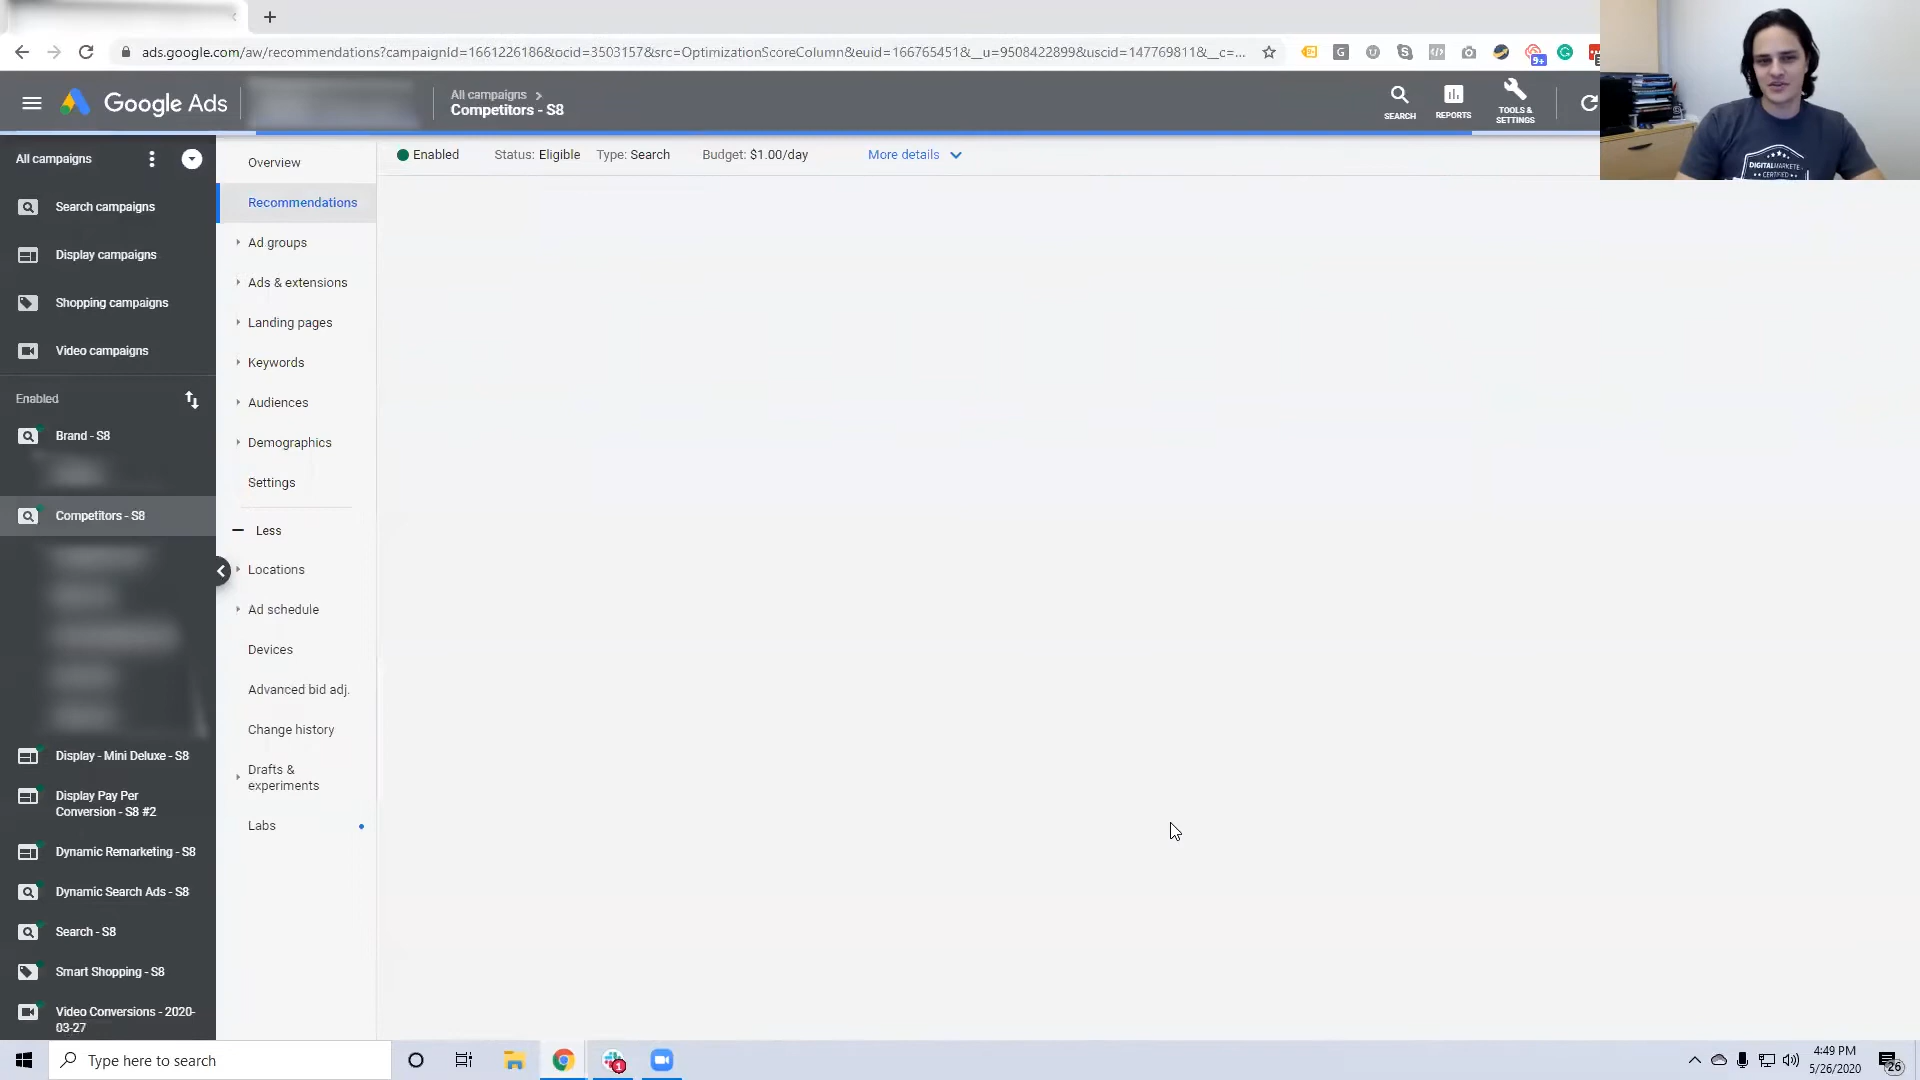 ads.google.com/aw/recommendations?campaignId=1661226186&ocid=3503157&src=OptimizationScoreColumn&euid=166765451&__u=9508422899&uscid=147769811&__c=...
9+
Google Ads
All campaigns
Competitors - S8
SEARCH
REPORTS
TOOLS &
SETTINGS
DIGITALMARKETE
CERTIFIED
All campaigns
Search campaigns
Display campaigns
Shopping campaigns
Video campaigns
Enabled
Brand - S8
Competitors - S8
Display - Mini Deluxe - S8
Display Pay Per
Conversion - S8 #2
Dynamic Remarketing - S8
Dynamic Search Ads - S8
Search - S8
Smart Shopping - S8
Video Conversions - 2020-
03-27
Overview
Recommendations
Ad groups
Ads & extensions
Landing pages
Keywords
Audiences
Demographics
Settings
Less
Locations
Ad schedule
Devices
Advanced bid adj.
Change history
Drafts &
experiments
Labs
Enabled Status: Eligible Type: Search Budget: $1.00/day More details
Type here to search
1
4:49 PM
5/26/2020
26